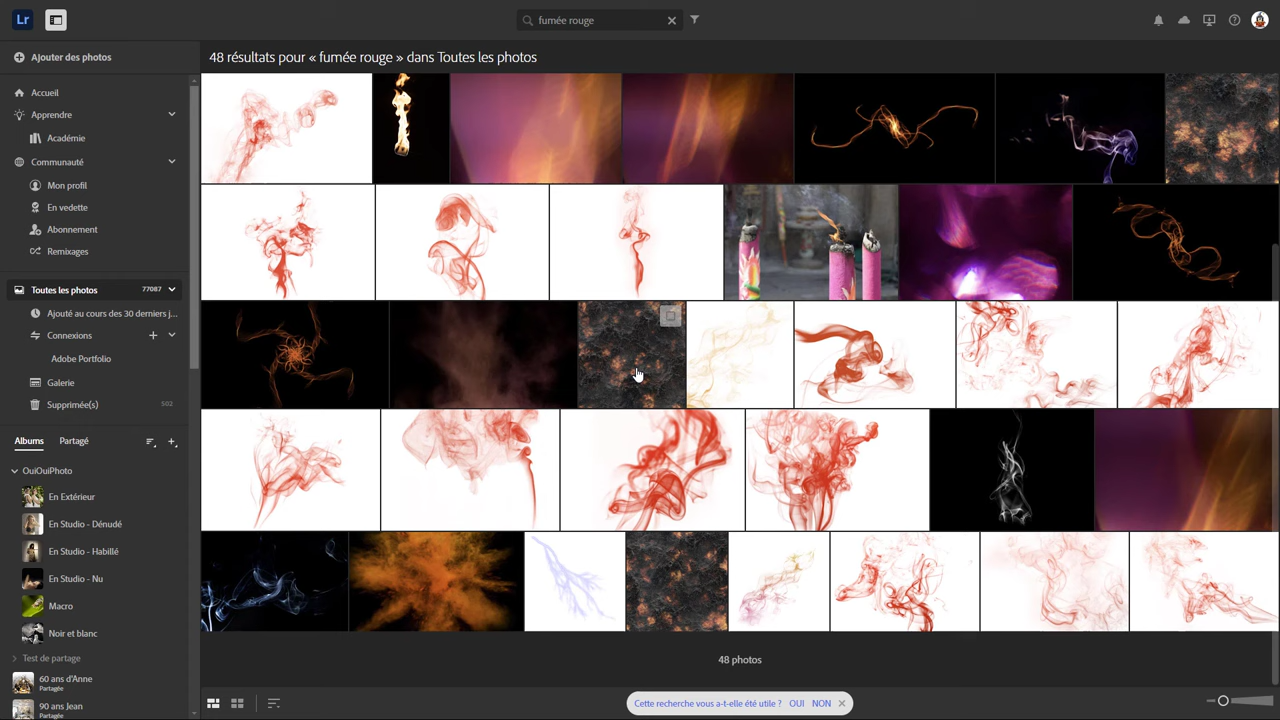 Lr
fumée rouge
Ajouter des photos
48 résultats pour « fumée rouge » dans Toutes les photos
Accueil
Apprendre
Académie
Communauté
Mon profil
En vedette
Abonnement
Remixages
Toutes les photos 77087
Ajouté au cours des 30 derniers j...
Connexions
Adobe Portfolio
Galerie
Supprimée(s) 502
Albums Partagé
OuiOuiPhoto
En Extérieur
En Studio - Dénudé
En Studio - Habillé
En Studio - Nu
Macro
Noir et blanc
Test de partage
60 ans d'Anne
Partagée
90 ans Jean
Partagée
48 photos
Cette recherche vous a-t-elle été utile ? OUI NON